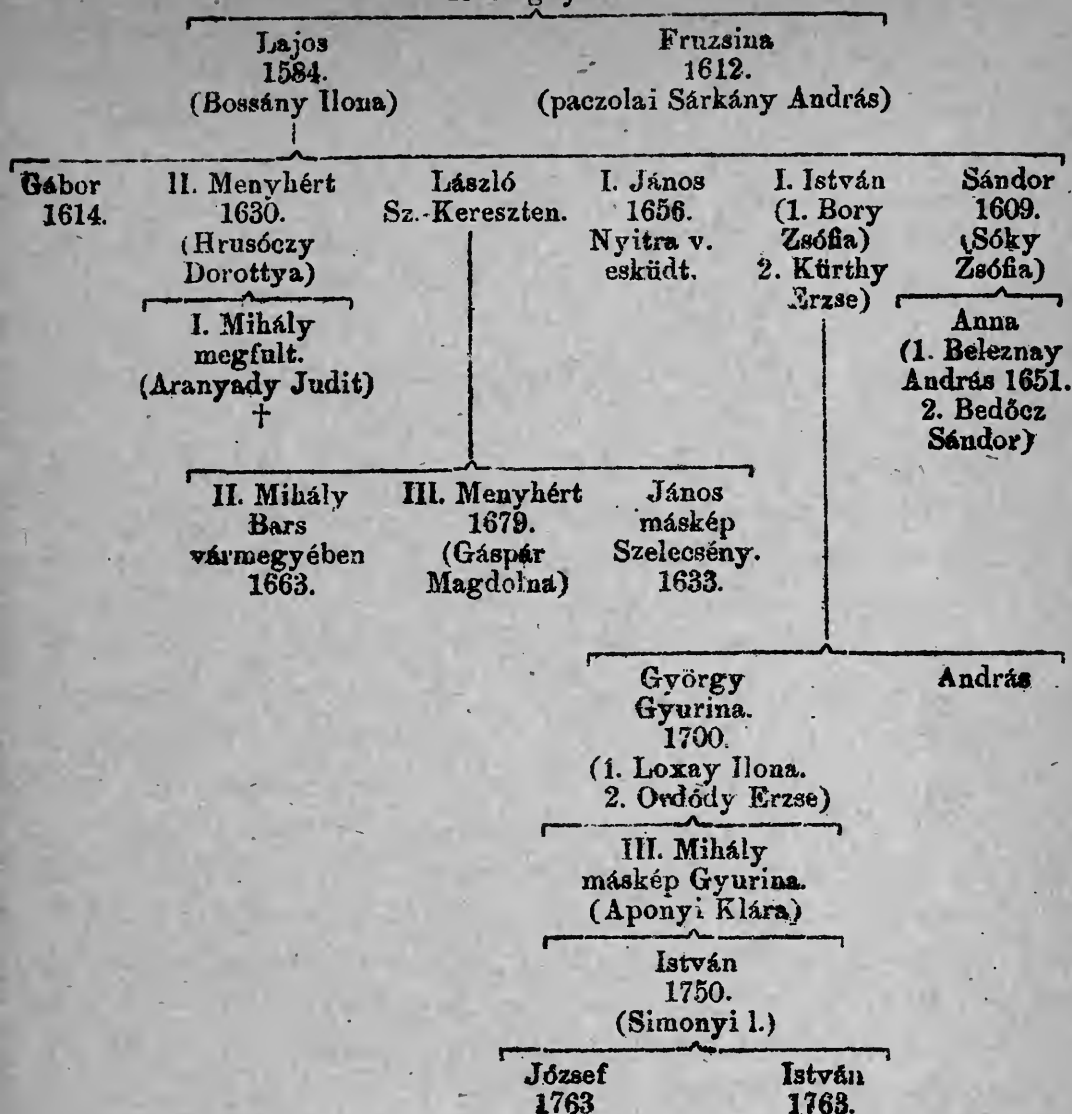 Lajos
1584.
(Bossány Ilona)
Fruzsina
1612.
(paczolai Sárkány András)
Gábor
1614.
II. Menyhért
1630.
(Hrusóczy
Dorottya)
I. Mihály
megfult.
(Aranyady Judit)
†
László
Sz.-Kereszten.
I. János
1656.
Nyitra v.
esküdt.
I. István
(1. Bory
Zsófia)
2. Kürthy
Erzse)
Sándor
1609.
(Sóky
Zsófia)
Anna
(1. Beleznay
András 1651.
2. Bedőcz
Sándor)
II. Mihály
Bars
vármegyében
1663.
III. Menyhért
1679.
(Gáspár
Magdolna)
János
máskép
Szelecsény.
1633.
György
Gyurina.
1700.
(1. Loxay Ilona.
2. Ordódy Erzse)
András
III. Mihály
máskép Gyurina.
(Aponyi Klára)
István
1750.
(Simonyi l.)
József
1763
István
1763.